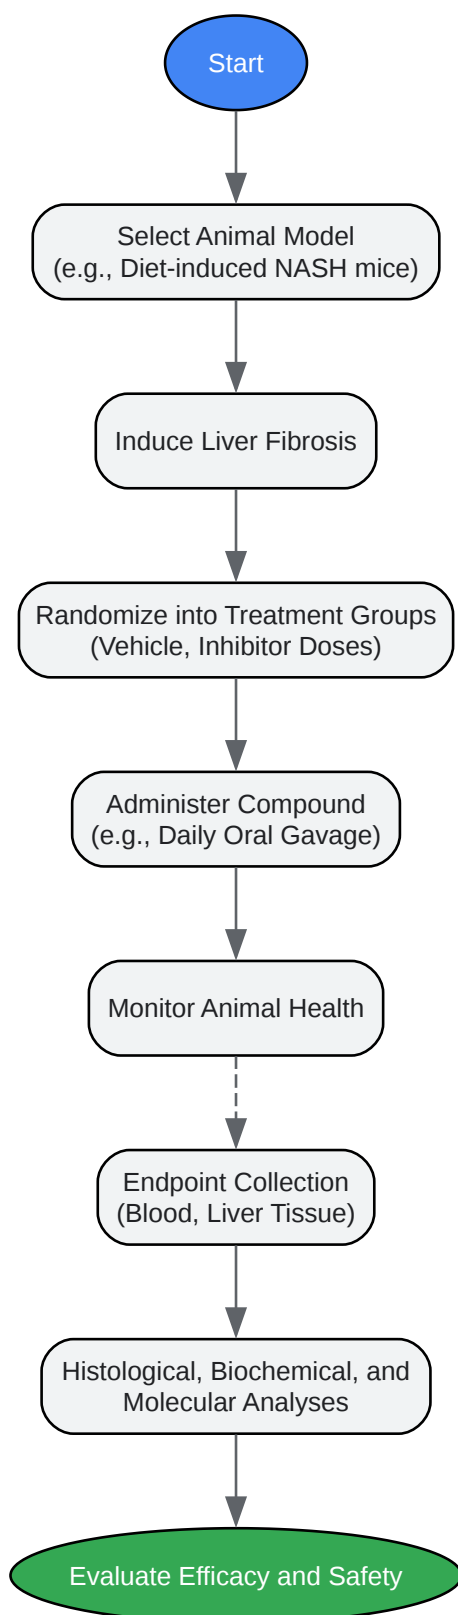 Start
Select Animal Model
(e.g., Diet-induced NASH mice)
Induce Liver Fibrosis
Randomize into Treatment Groups
(Vehicle, Inhibitor Doses)
Administer Compound
(e.g., Daily Oral Gavage)
Monitor Animal Health
Endpoint Collection
(Blood, Liver Tissue)
Histological, Biochemical, and
Molecular Analyses
Evaluate Efficacy and Safety